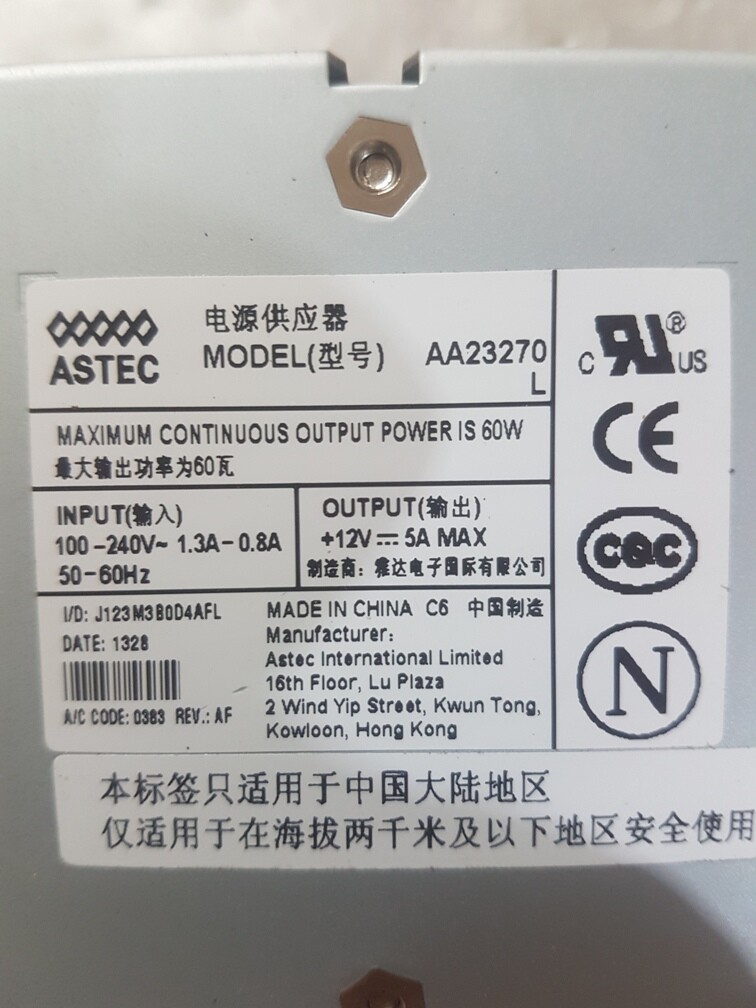 ASTEC
电源供应器
MODEL(型号) AA23270
L
MAXIMUM CONTINUOUS OUTPUT POWER IS 60W
最大输出功率为60瓦
INPUT(输入)
100-240V~ 1.3A-0.8A
50-60Hz
OUTPUT(输出)
+12V⎓5A MAX
制造商：雅达电子国际有限公司
I/D: J123M3B0D4AFL
DATE: 1328
A/C CODE: 0383 REV.: AF
MADE IN CHINA C6 中国制造
Manufacturer:
Astec International Limited
16th Floor, Lu Plaza
2 Wind Yip Street, Kwun Tong,
Kowloon, Hong Kong
C UL® US
CE
CQC
N
本标签只适用于中国大陆地区
仅适用于在海拔两千米及以下地区安全使用